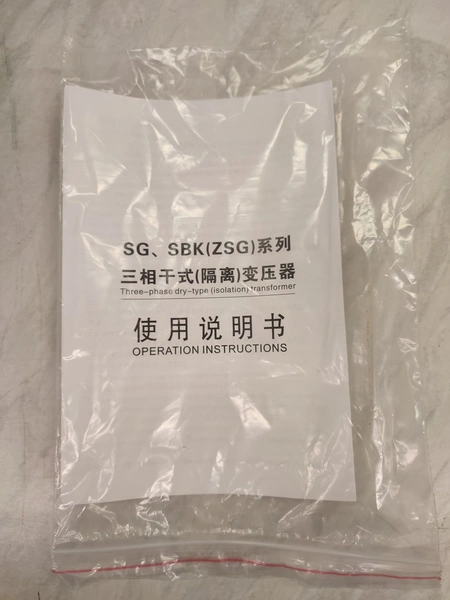 SG、SBK(ZSG)系列
三相干式(隔离)变压器
Three-phase dry-type (isolation) transformer
使用说明书
OPERATION INSTRUCTIONS